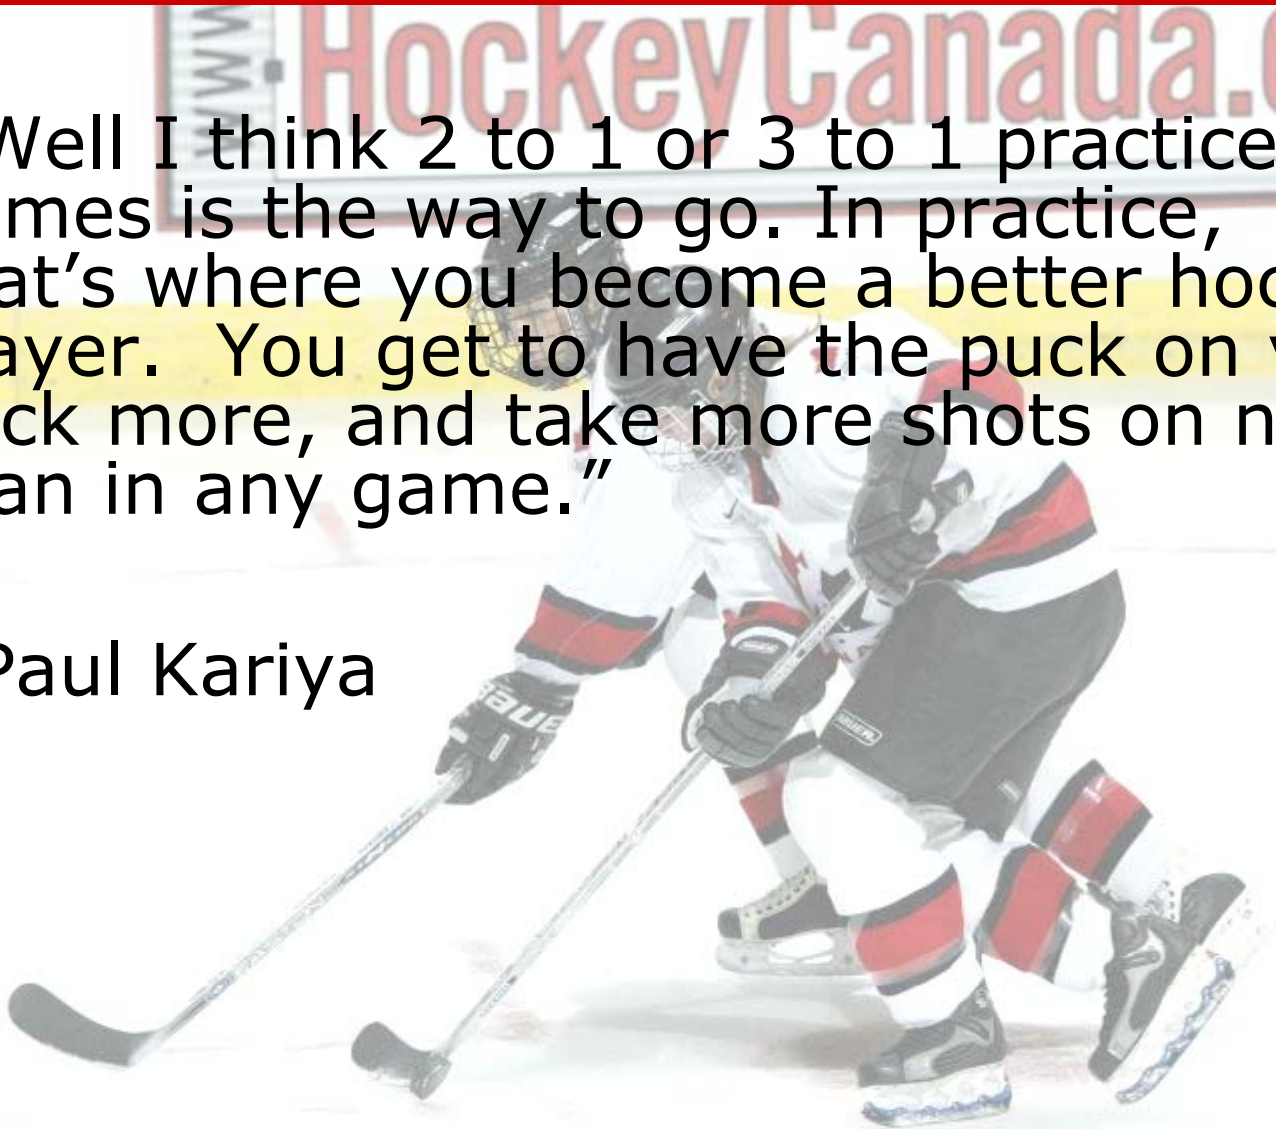 www.HockeyCanada.c
Well I think 2 to 1 or 3 to 1 practice
mes is the way to go. In practice,
at’s where you become a better hoc
ayer.  You get to have the puck on y
ck more, and take more shots on n
an in any game.”
Paul Kariya
BAUER
BAUER